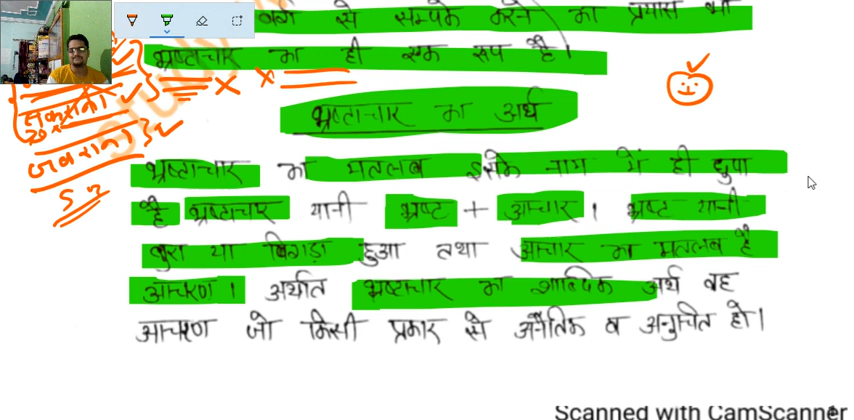 वर्ग से सम्पर्क करने का प्रयास भी
भ्रष्टाचार का ही एक रूप है।
भ्रष्टाचार का अर्थ
भ्रष्टाचार का मतलब इसके नाम में ही छुपा
है भ्रष्टाचार यानी भ्रष्ट + आचार। भ्रष्ट यानी
बुरा या बिगड़ा हुआ तथा आचार का मतलब है
आचरण। अर्थात भ्रष्टाचार का शाब्दिक अर्थ वह
आचरण जो किसी प्रकार से अनैतिक व अनुचित हो।
Scanned with CamScanner